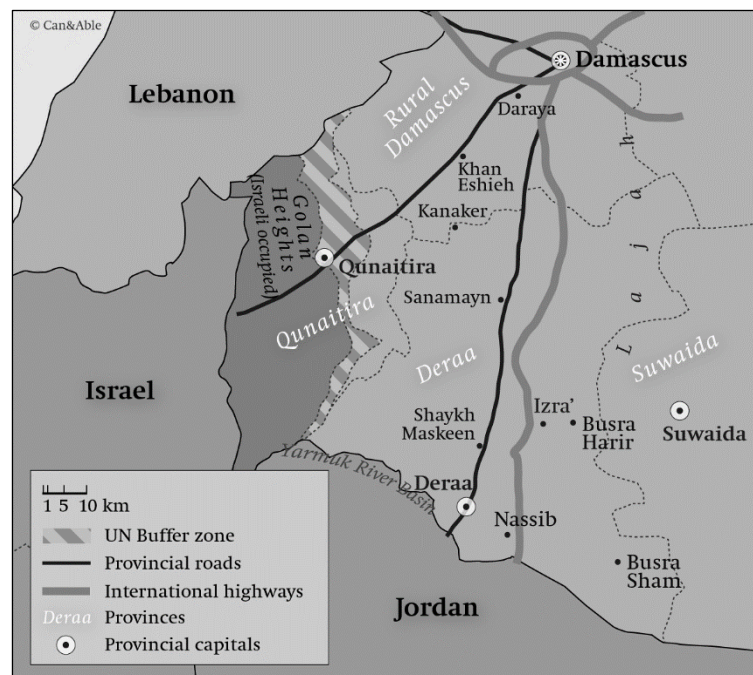 © Can&Able
Lebanon
Damascus
Rural
Damascus
Daraya
Khan
Eshieh
Kanaker
Golan
Heights
(Israeli occupied)
Qunaitira
Qunaitira
Sanamayn
Lajah
Deraa
Suwaida
Israel
Izra’
Busra
Harir
Suwaida
Shaykh
Maskeen
Yarmuk River Basin
Deraa
Nassib
Busra
Sham
Jordan
1 5 10 km
UN Buffer zone
Provincial roads
International highways
Deraa Provinces
Provincial capitals